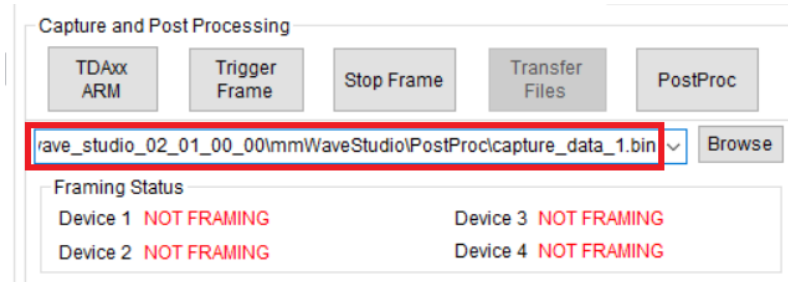 Capture and Post Processing
TDAxx ARM
Trigger Frame
Stop Frame
Transfer Files
PostProc
wave_studio_02_01_00_00\mmWaveStudio\PostProc\capture_data_1.bin
Browse
Framing Status
Device 1 NOT FRAMING
Device 3 NOT FRAMING
Device 2 NOT FRAMING
Device 4 NOT FRAMING